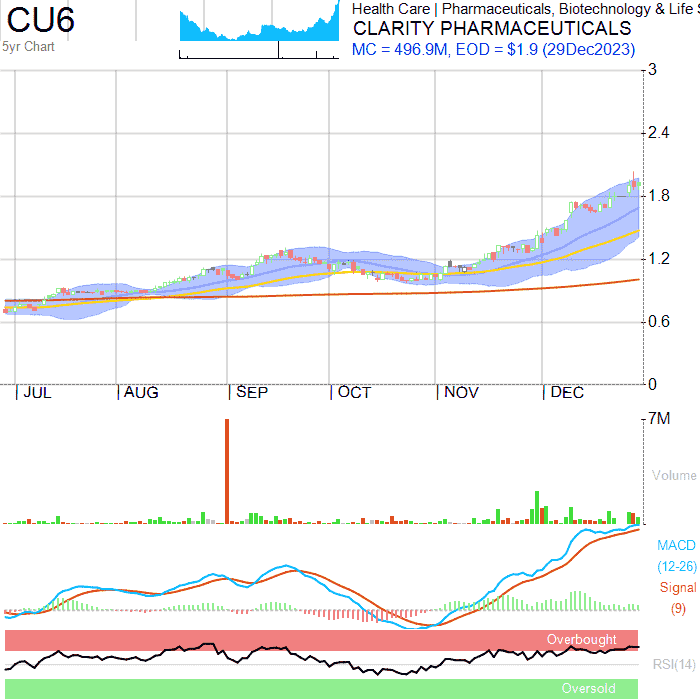 CU6
5yr Chart
Health Care | Pharmaceuticals, Biotechnology & Life S
CLARITY PHARMACEUTICALS
MC = 496.9M, EOD = $1.9 (29Dec2023)
3
2.4
1.8
1.2
0.6
0
JUL AUG SEP OCT NOV DEC
7M
Volume
MACD
(12-26)
Signal
(9)
Overbought
RSI(14)
Oversold